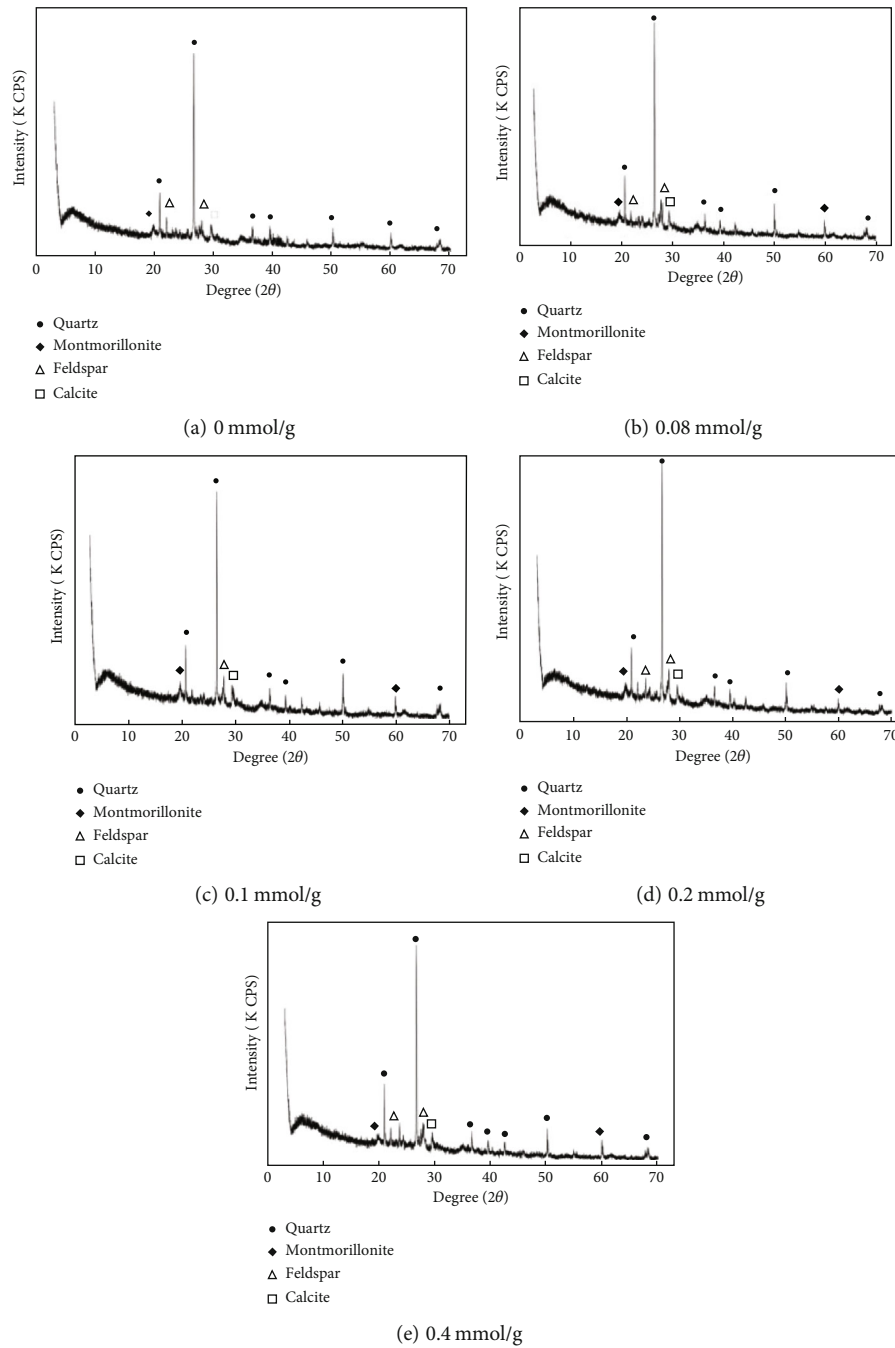 Intensity ( K CPS)
0 10 20 30 40 50 60 70
Degree (2θ)
Quartz
Montmorillonite
Feldspar
Calcite
(a) 0 mmol/g
Intensity ( K CPS)
0 10 20 30 40 50 60 70
Degree (2θ)
Quartz
Montmorillonite
Feldspar
Calcite
(b) 0.08 mmol/g
Intensity ( K CPS)
0 10 20 30 40 50 60 70
Degree (2θ)
Quartz
Montmorillonite
Feldspar
Calcite
(c) 0.1 mmol/g
Intensity ( K CPS)
0 10 20 30 40 50 60 70
Degree (2θ)
Quartz
Montmorillonite
Feldspar
Calcite
(d) 0.2 mmol/g
Intensity ( K CPS)
0 10 20 30 40 50 60 70
Degree (2θ)
Quartz
Montmorillonite
Feldspar
Calcite
(e) 0.4 mmol/g